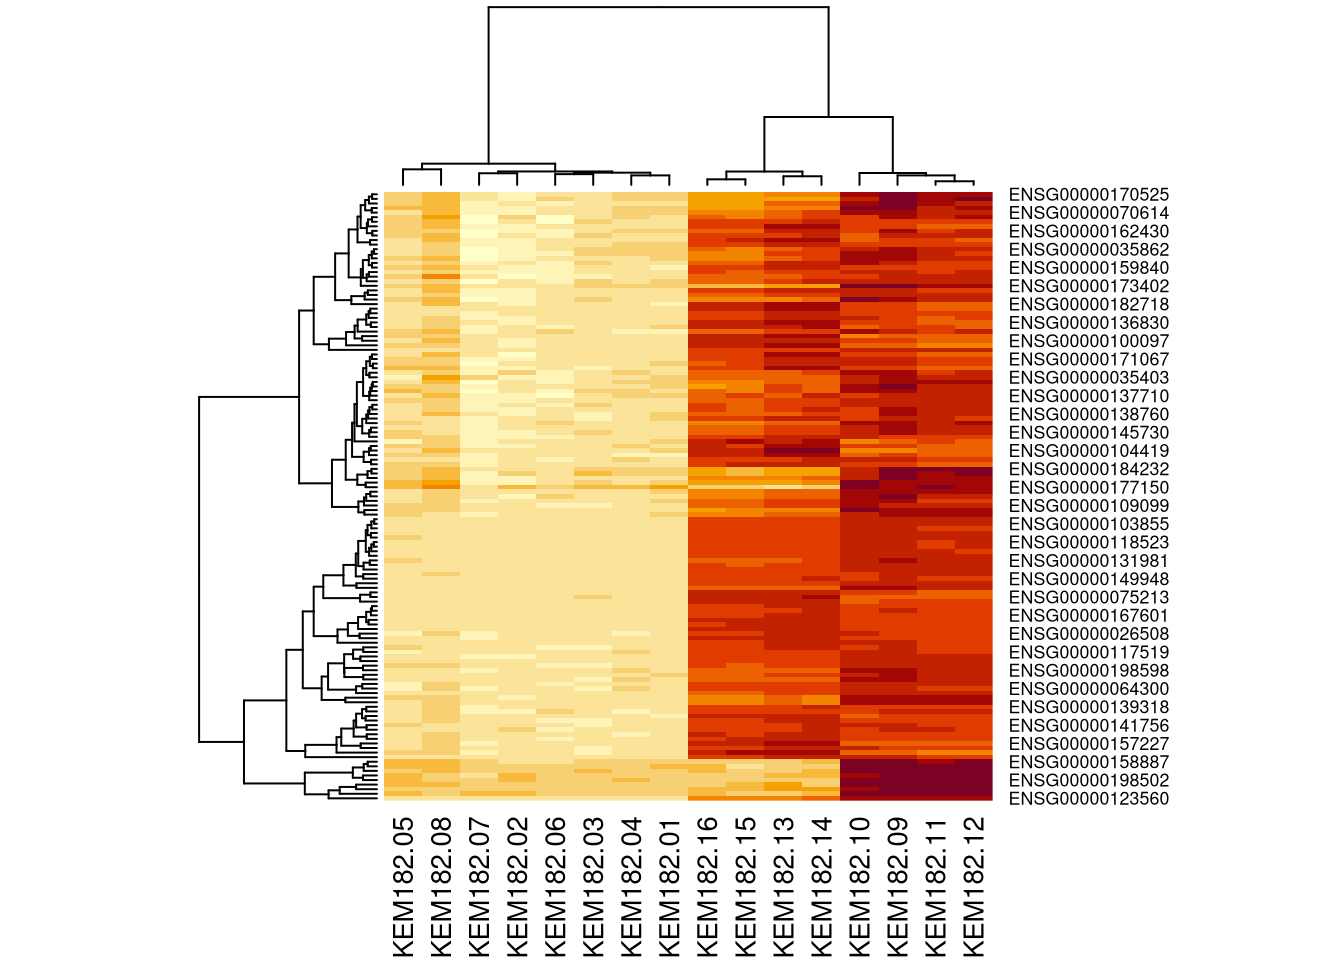 ENSG00000170525
ENSG00000070614
ENSG00000162430
ENSG00000035862
ENSG00000159840
ENSG00000173402
ENSG00000182718
ENSG00000136830
ENSG00000100097
ENSG00000171067
ENSG00000035403
ENSG00000137710
ENSG00000138760
ENSG00000145730
ENSG00000104419
ENSG00000184232
ENSG00000177150
ENSG00000109099
ENSG00000103855
ENSG00000118523
ENSG00000131981
ENSG00000149948
ENSG00000075213
ENSG00000167601
ENSG00000026508
ENSG00000117519
ENSG00000198598
ENSG00000064300
ENSG00000139318
ENSG00000141756
ENSG00000157227
ENSG00000158887
ENSG00000198502
ENSG00000123560
KEM182.05
KEM182.08
KEM182.07
KEM182.02
KEM182.06
KEM182.03
KEM182.04
KEM182.01
KEM182.16
KEM182.15
KEM182.13
KEM182.14
KEM182.10
KEM182.09
KEM182.11
KEM182.12